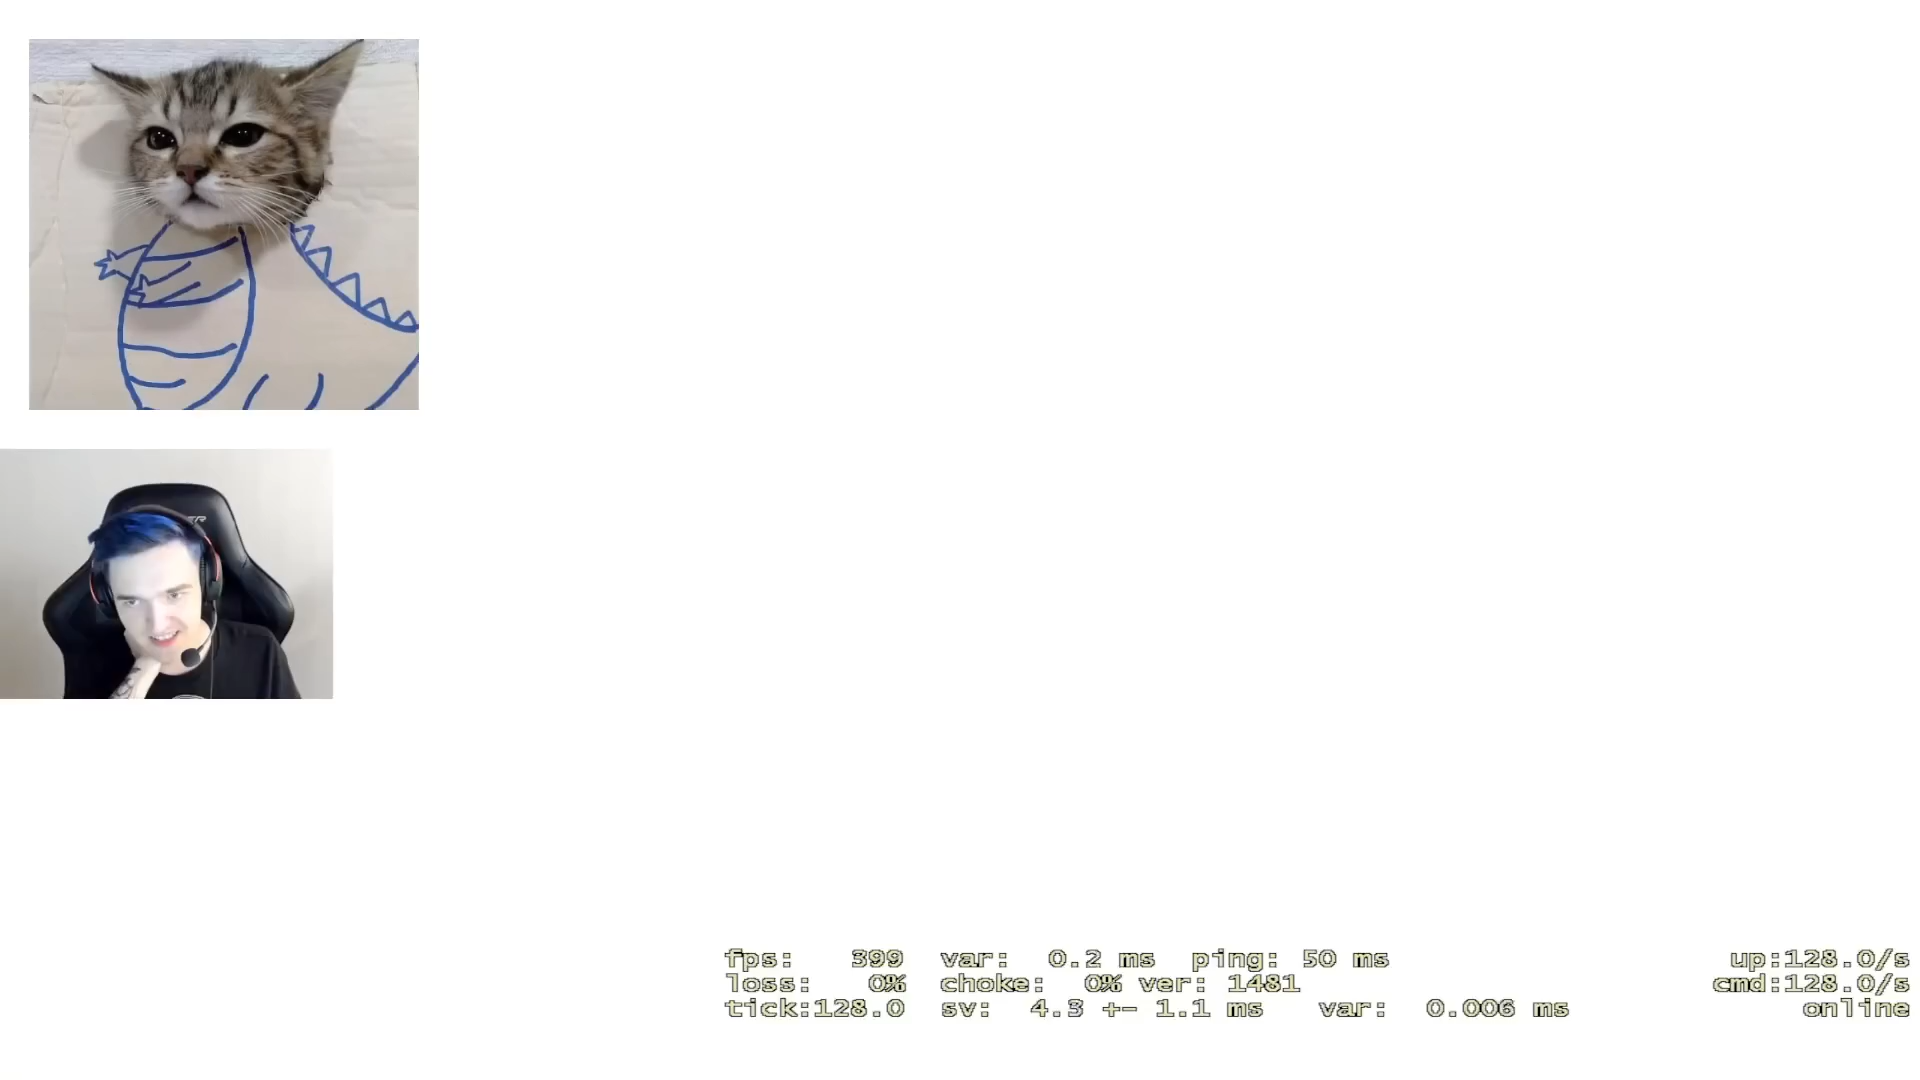 fps: 399 var: 0.2 ms ping: 50 ms up:128.0/s
loss: 0% choke: 0% ver: 1481 cmd:128.0/s
tick:128.0 sv: 4.3 +- 1.1 ms var: 0.006 ms online